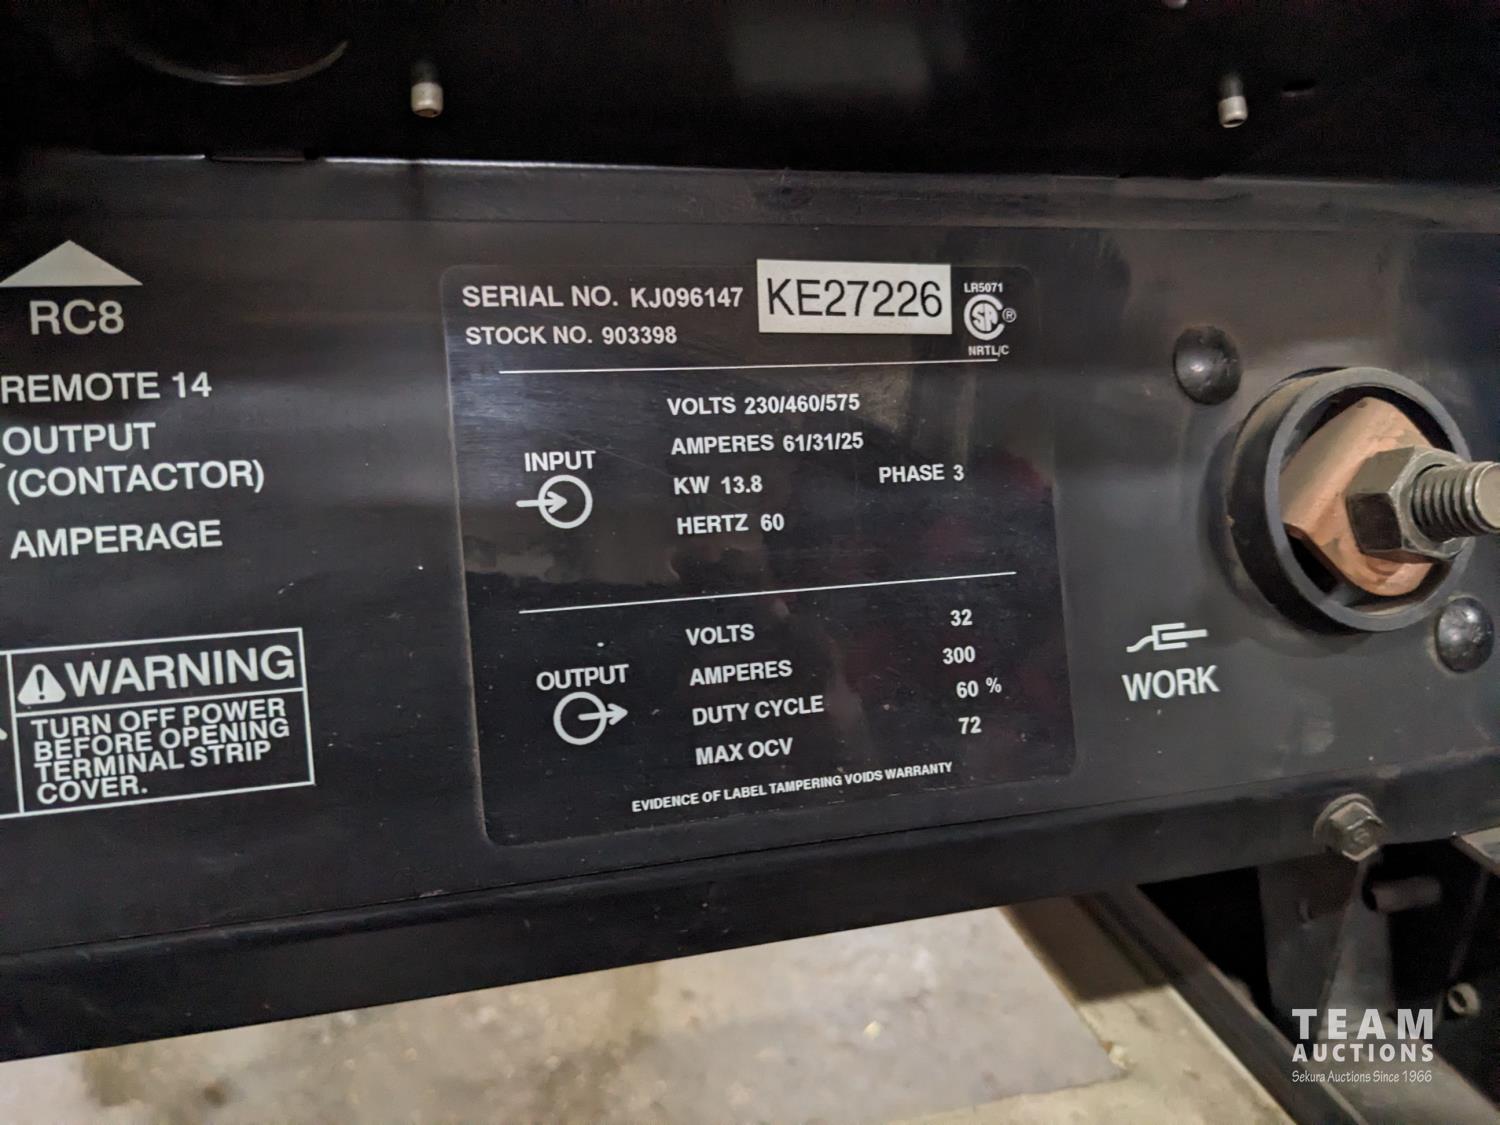 RC8
REMOTE 14
OUTPUT
(CONTACTOR)
AMPERAGE
WARNING
TURN OFF POWER
BEFORE OPENING
TERMINAL STRIP
COVER.
SERIAL NO. KJ096147 KE27226
STOCK NO. 903398
LR5071
SA ®
NRTL/C
INPUT
VOLTS 230/460/575
AMPERES 61/31/25
KW 13.8 PHASE 3
HERTZ 60
OUTPUT
VOLTS 32
AMPERES 300
DUTY CYCLE 60 %
MAX OCV 72
EVIDENCE OF LABEL TAMPERING VOIDS WARRANTY
WORK
TEAM
AUCTIONS
Sekura Auctions Since 1966